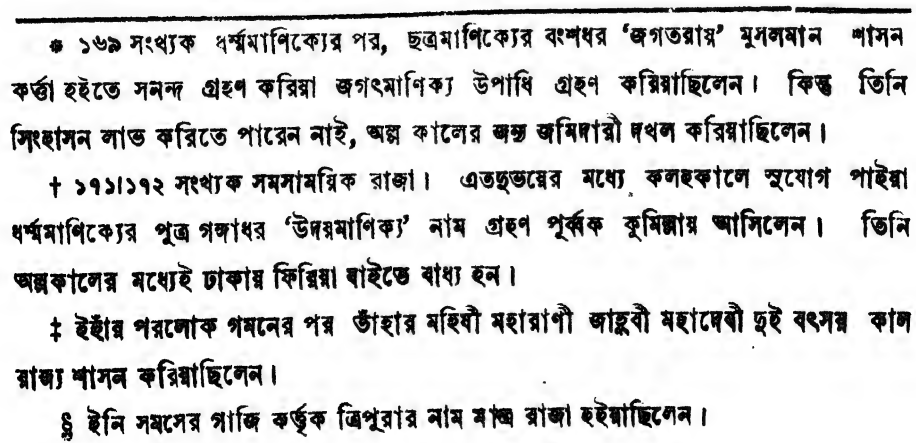 * ১৬৯ সংখ্যক ধর্ম্মমাণিক্যের পর, ছত্রমাণিক্যের বংশধর ‘জগতরায়’ মুসলমান শাসন
কর্ত্তা হইতে সনন্দ গ্রহণ করিয়া জগৎমাণিক্য উপাধি গ্রহণ করিয়াছিলেন। কিন্তু তিনি
সিংহাসন লাভ করিতে পারেন নাই, অল্প কালের জন্য জমিদারী দখল করিয়াছিলেন।
† ১৭১।১৭২ সংখ্যক সমসাময়িক রাজা। এতদুভয়ের মধ্যে কলহকালে সুযোগ পাইয়া
ধর্ম্মমাণিক্যের পুত্র গঙ্গাধর ‘উদয়মাণিক্য’ নাম গ্রহণ পূর্ব্বক কুমিল্লায় আসিলেন। তিনি
অল্পকালের মধ্যেই ঢাকায় ফিরিয়া যাইতে বাধ্য হন।
‡ ইহাঁর পরলোক গমনের পর তাঁহার মহিষী মহারাণী জাহ্নবী মহাদেবী দুই বৎসর কাল
রাজ্য শাসন করিয়াছিলেন।
§ ইনি সমসের গাজি কর্ত্তৃক ত্রিপুরার নাম মাত্র রাজা হইয়াছিলেন।